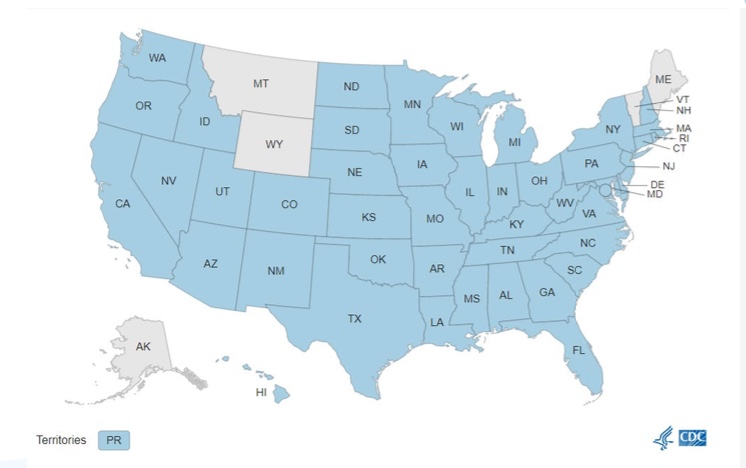 WA
MT
ND
MN
ME
VT
NH
OR
ID
SD
WI
MI
NY
MA
RI
CT
WY
NE
IA
PA
NJ
NV
UT
CO
IL
IN
OH
DE
MD
CA
KS
MO
WV
VA
KY
AZ
NM
OK
AR
TN
NC
SC
TX
LA
MS
AL
GA
AK
FL
HI
Territories PR
CDC